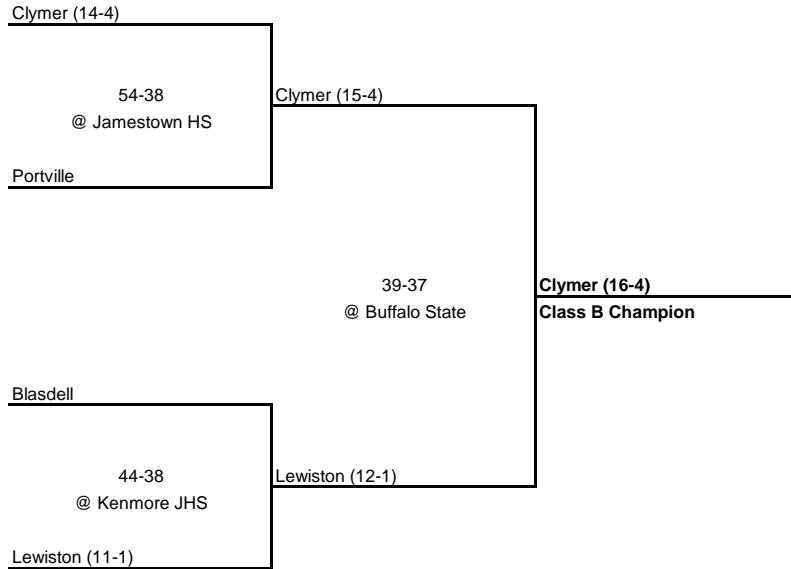 Clymer (14-4)
54-38
@ Jamestown HS
Clymer (15-4)
Portville
39-37
@ Buffalo State
Clymer (16-4)
Class B Champion
Blasdell
44-38
@ Kenmore JHS
Lewiston (12-1)
Lewiston (11-1)